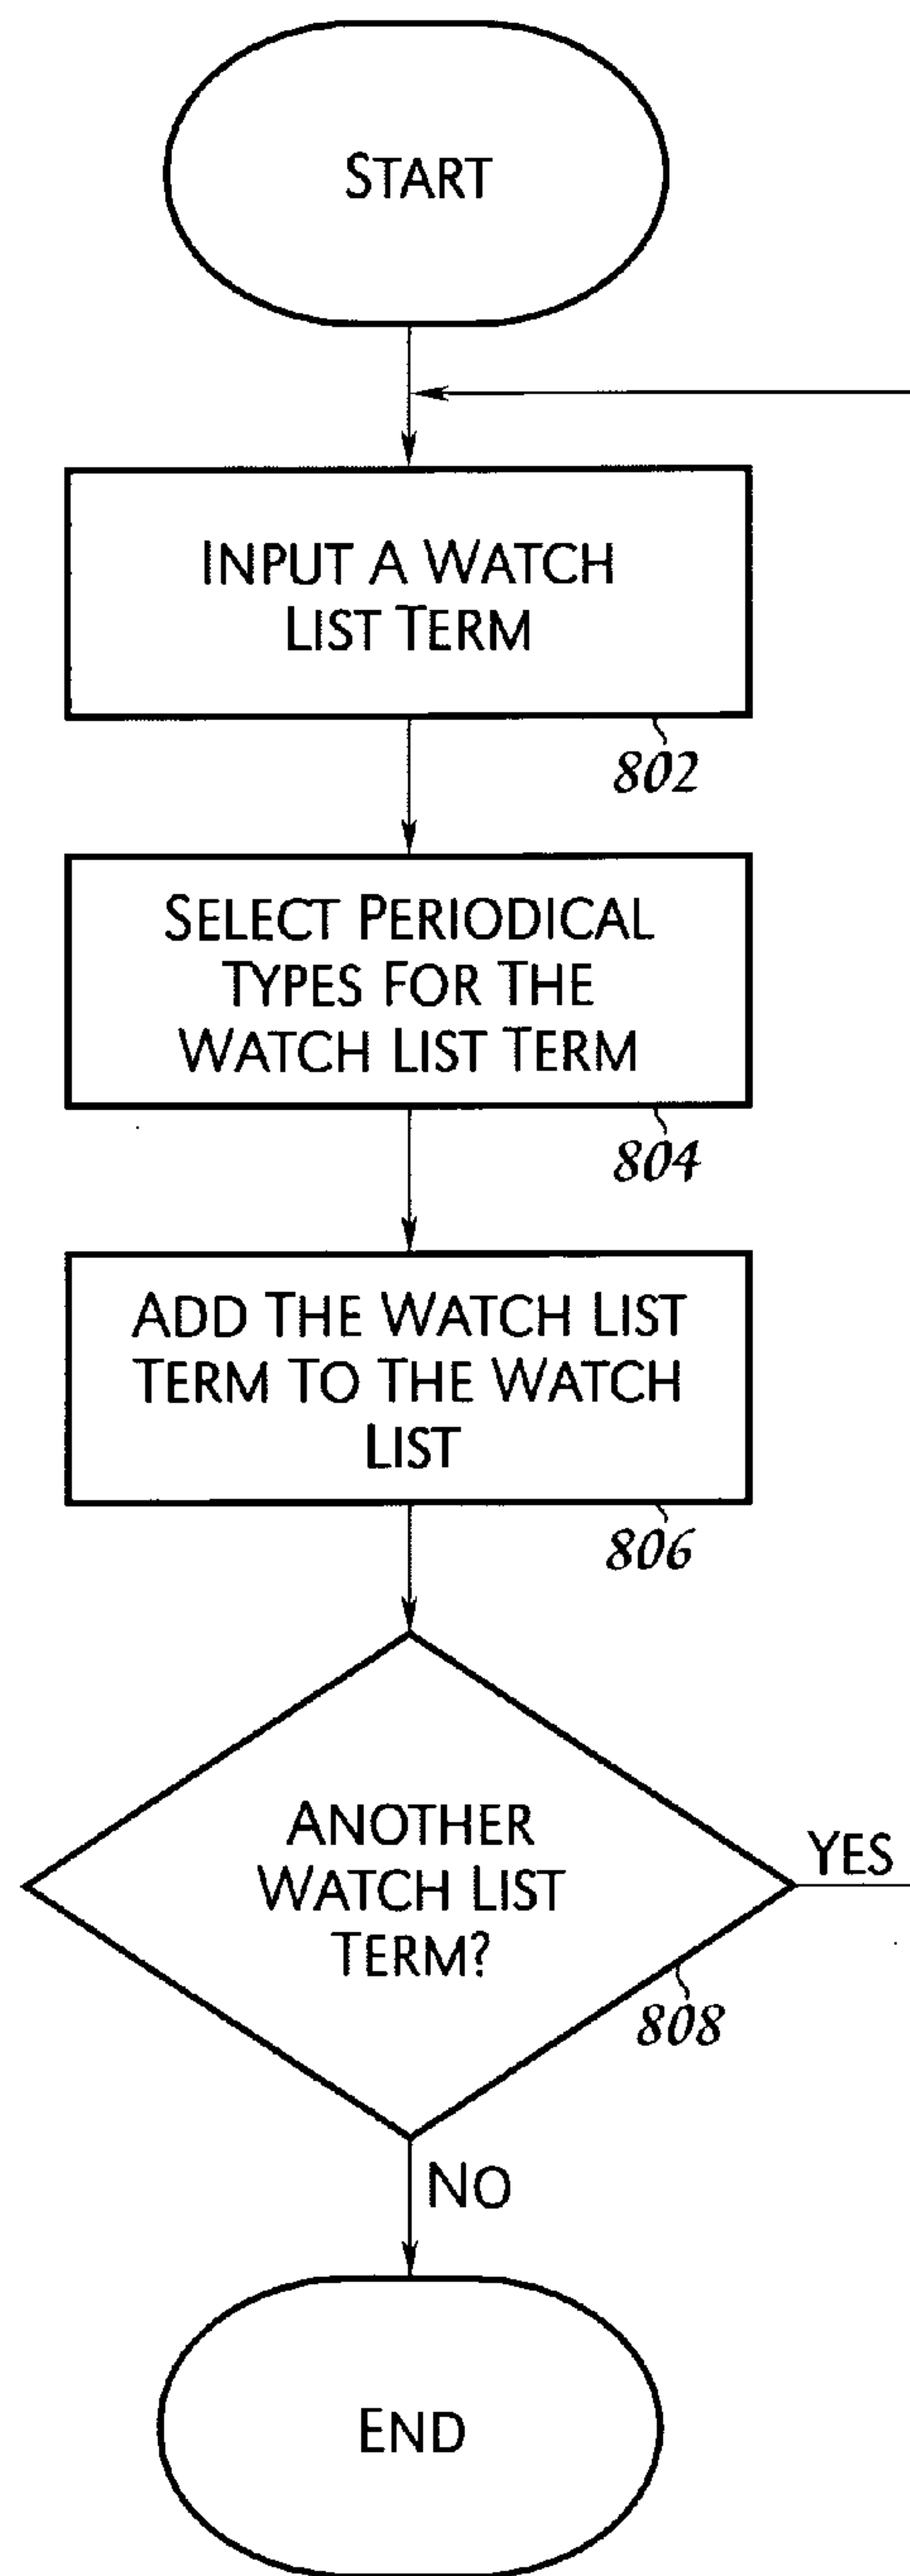 START
INPUT A WATCH
LIST TERM
802
SELECT PERIODICAL
TYPES FOR THE
WATCH LIST TERM
804
ADD THE WATCH LIST
TERM TO THE WATCH
LIST
806
ANOTHER
WATCH LIST
TERM?
YES
808
NO
END